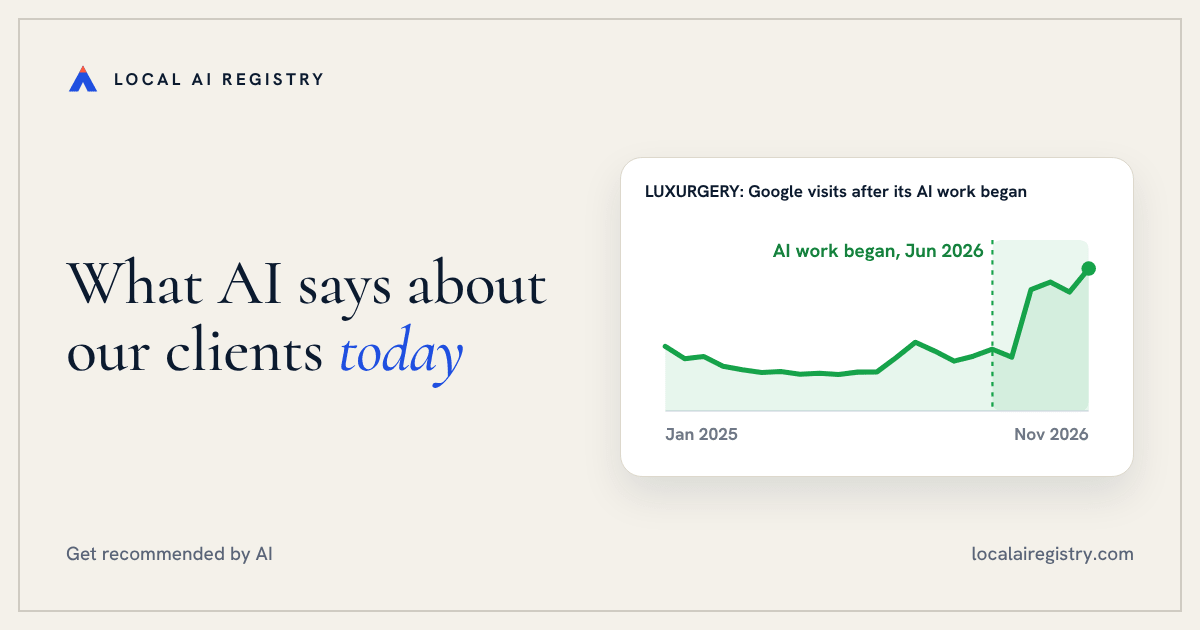 LOCAL AI REGISTRY
What AI says about
our clients today
LUXURGERY: Google visits after its AI work began
AI work began, Jun 2026
Jan 2025
Nov 2026
Get recommended by AI
localairegistry.com